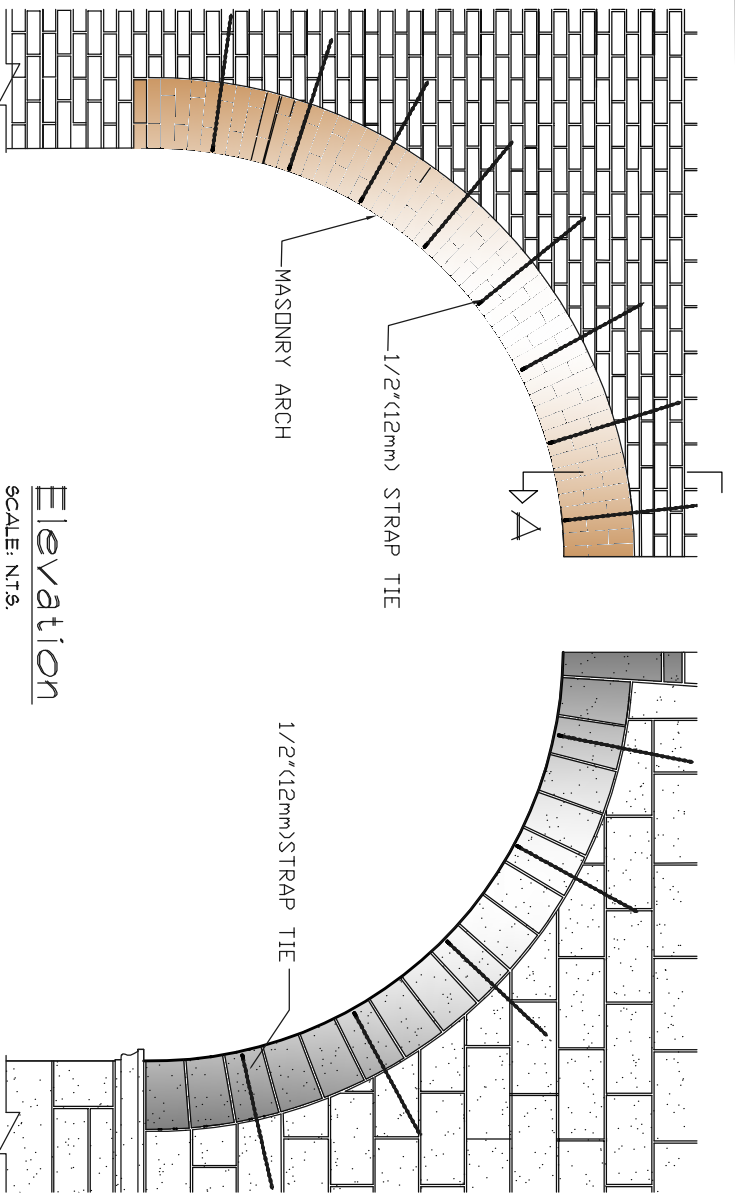 A
1/2"(12mm) STRAP TIE
MASONRY ARCH
1/2"(12mm)STRAP TIE
Elevation
SCALE: N.T.S.